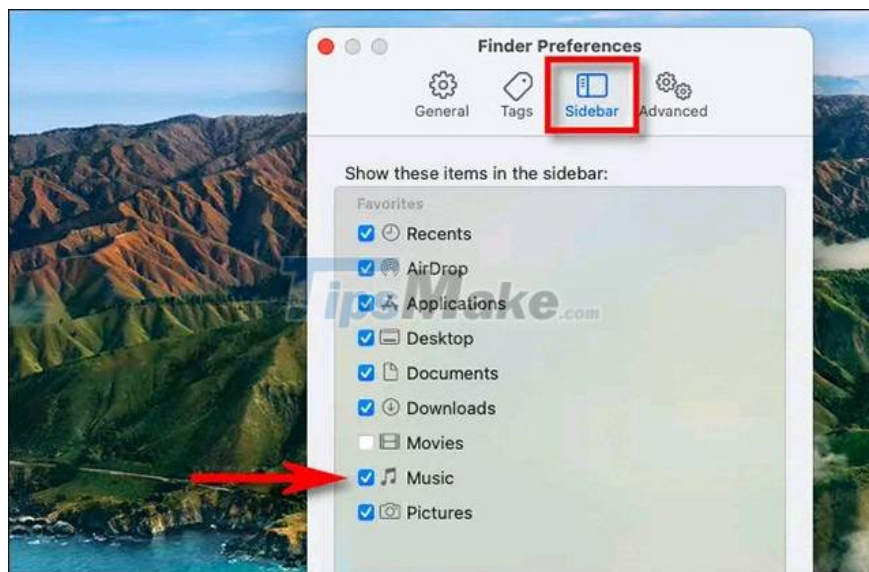 Finder Preferences
General Tags Sidebar Advanced
Show these items in the sidebar:
Favorites
Recents
AirDrop
Applications
TipsMake.com
Desktop
Documents
Downloads
Movies
Music
Pictures